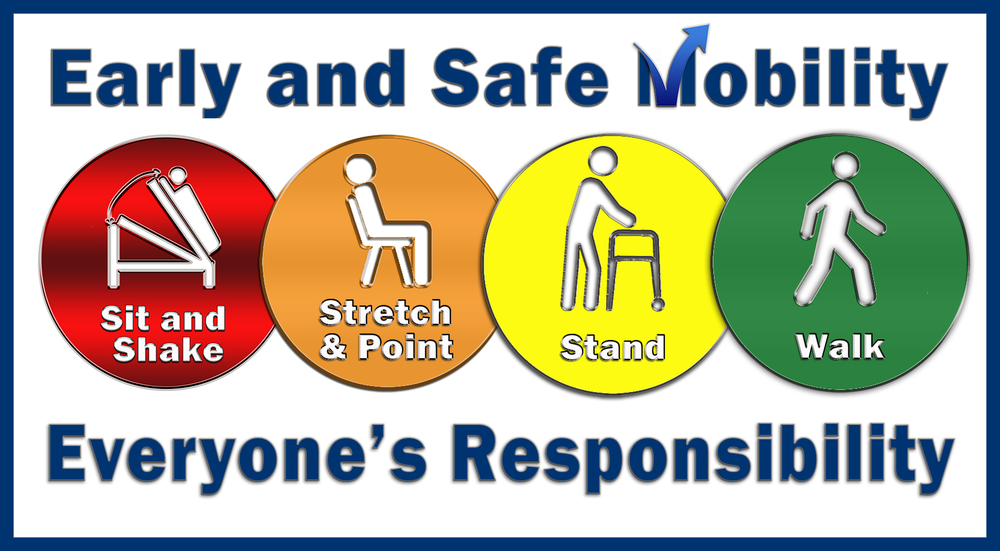 Early and Safe Mobility
Sit and
Shake
Stretch
& Point
Stand
Walk
Everyone's Responsibility